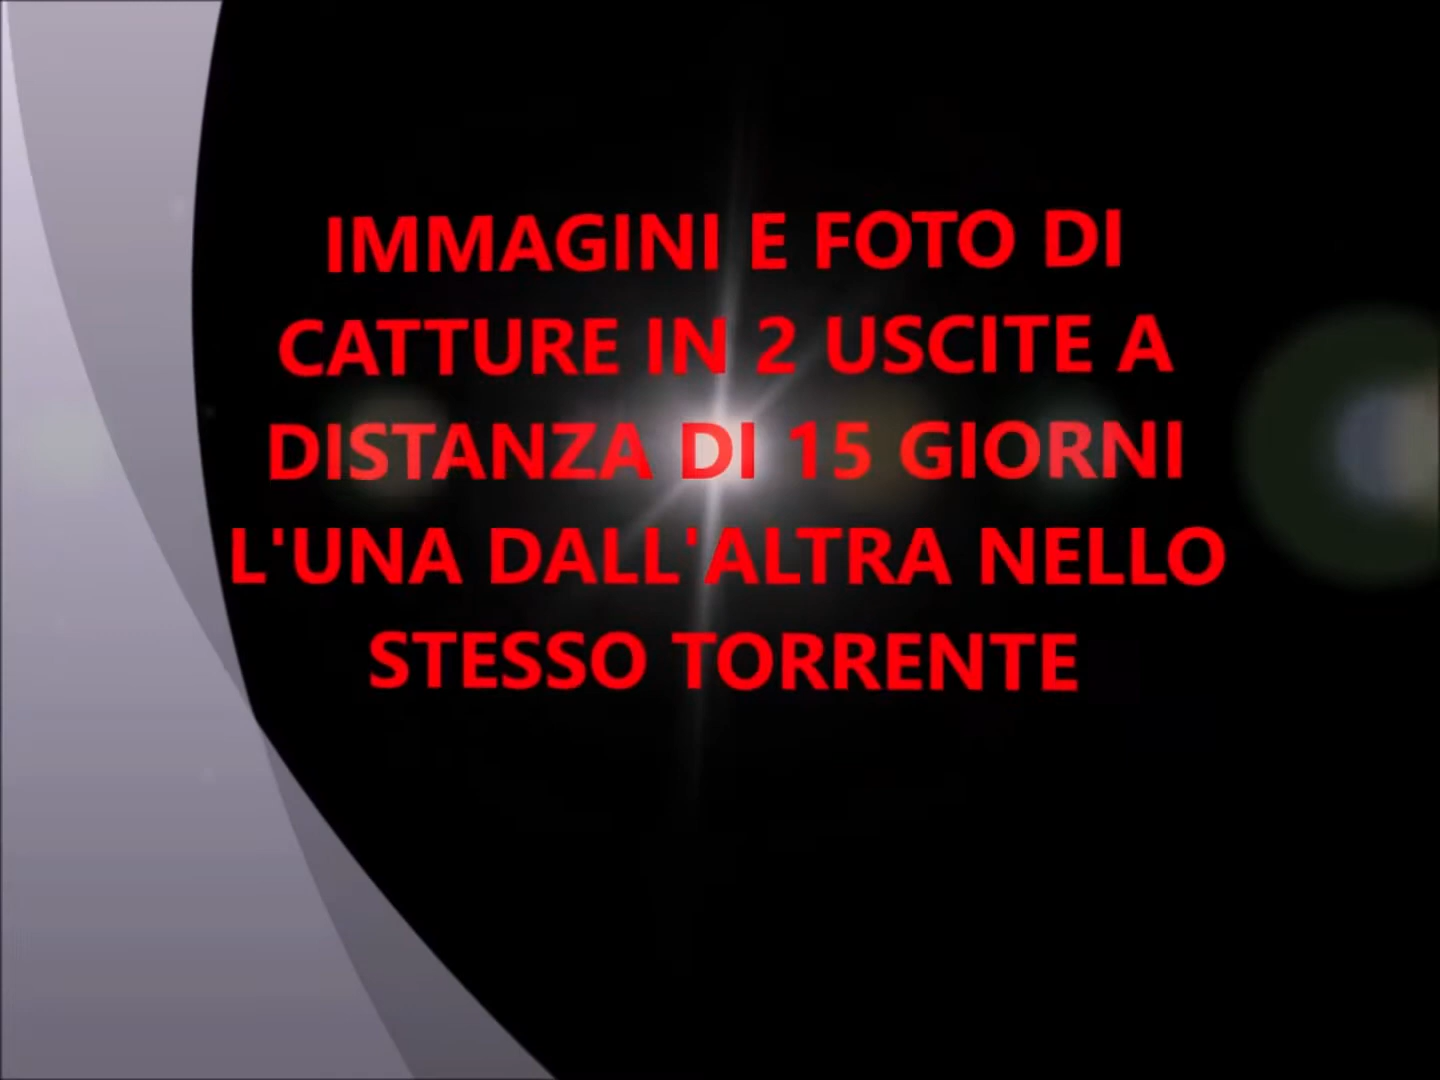 IMMAGINI E FOTO DI
CATTURE IN 2 USCITE A
DISTANZA DI 15 GIORNI
L'UNA DALL'ALTRA NELLO
STESSO TORRENTE